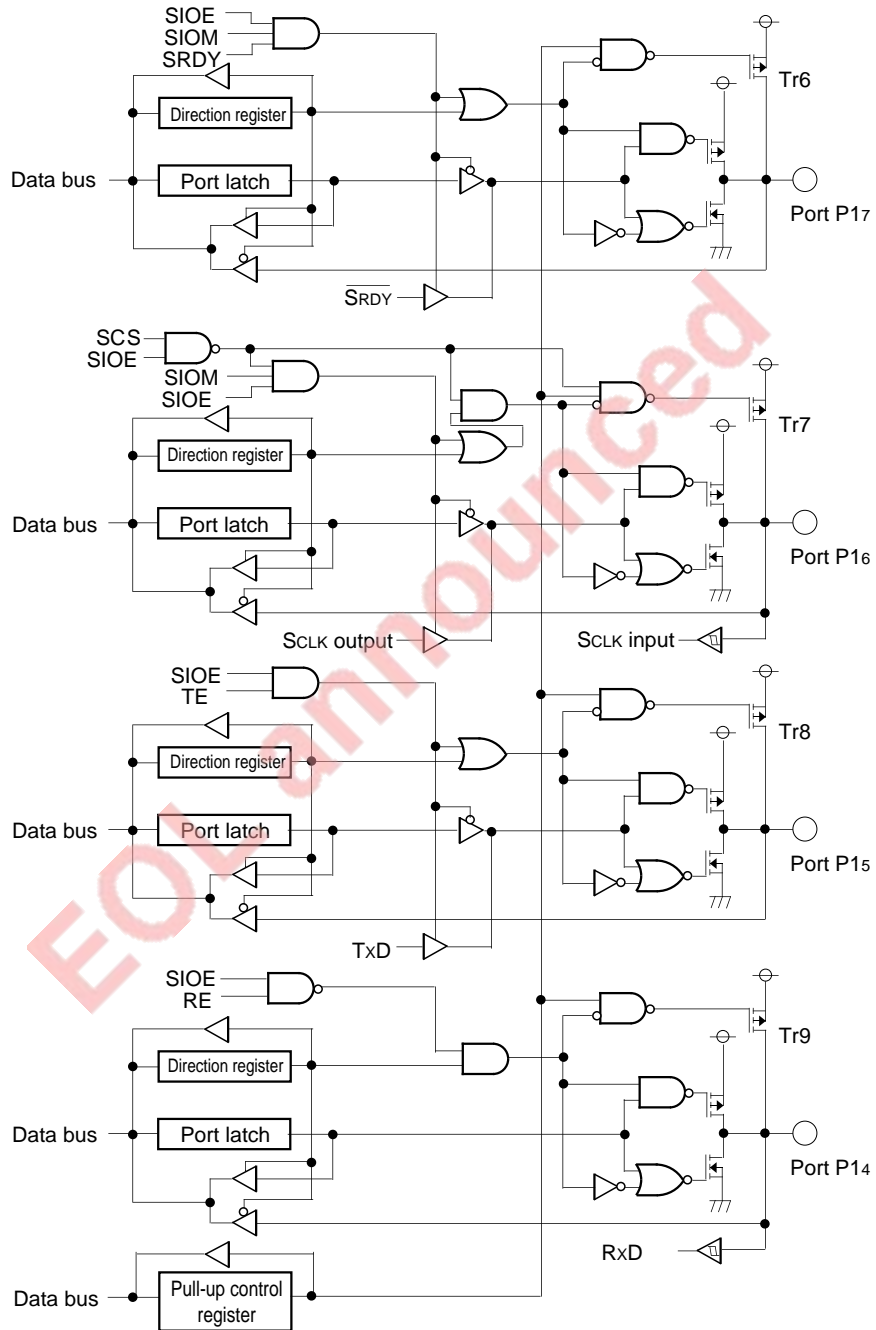 SIOE
SIOM
SRDY
Tr6
Direction register
Data bus
Port latch
Port P17
SRDY
SCS
SIOE
SIOM
SIOE
Tr7
Direction register
Data bus
Port latch
Port P16
SCLK output
SCLK input
SIOE
TE
Tr8
Direction register
Data bus
Port latch
Port P15
TXD
SIOE
RE
Tr9
Direction register
Data bus
Port latch
Port P14
RXD
Data bus
Pull-up control
register
EOL announced